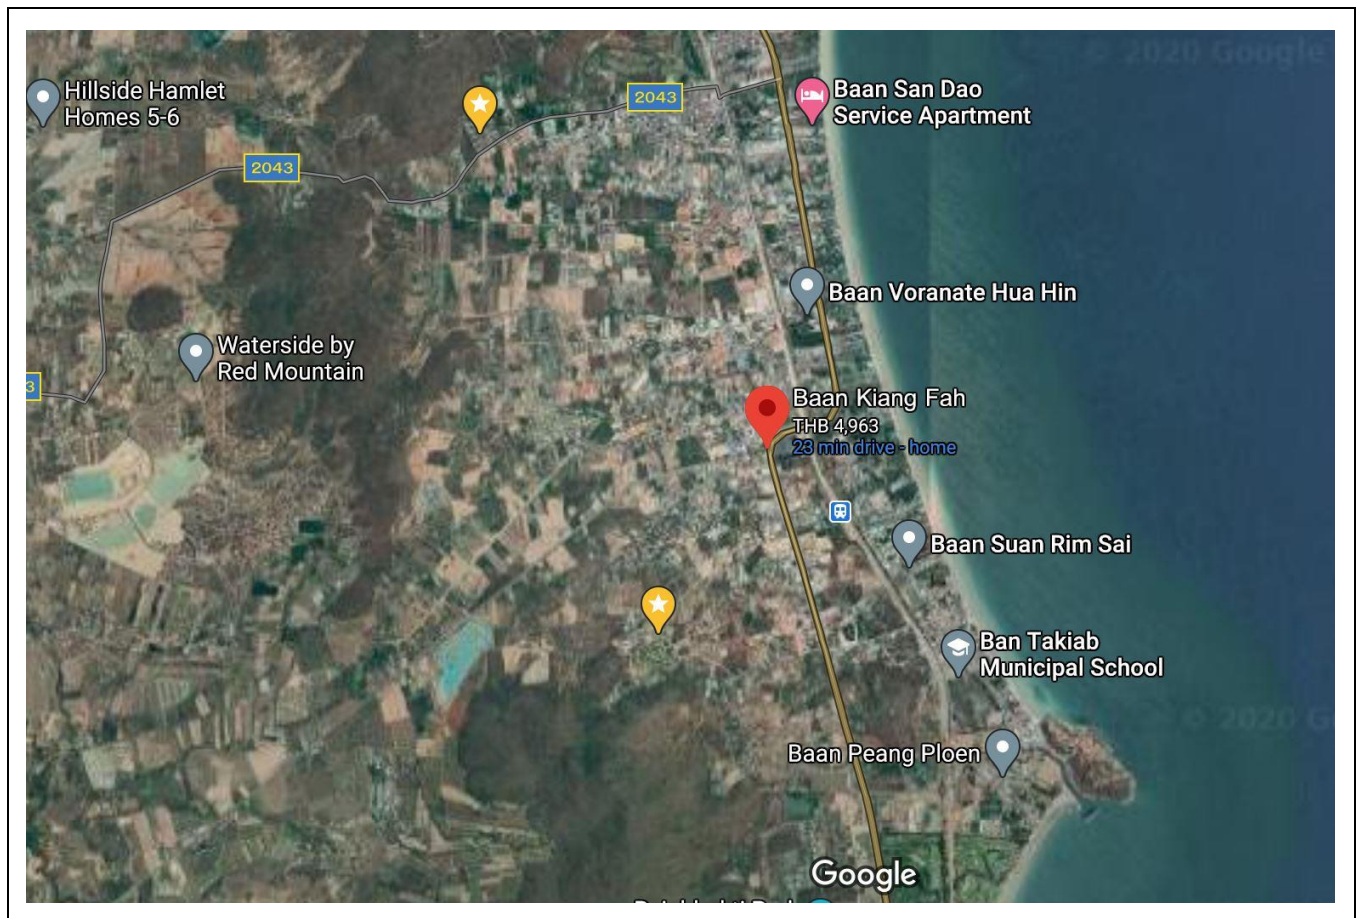 © 2020 Google
Hillside Hamlet
Homes 5-6
2043
Baan San Dao
Service Apartment
2043
Baan Voranate Hua Hin
Waterside by
Red Mountain
3
Baan Kiang Fah
THB 4,963
23 min drive - home
Baan Suan Rim Sai
Ban Takiab
Municipal School
© 2020 G
Baan Peang Ploen
Google